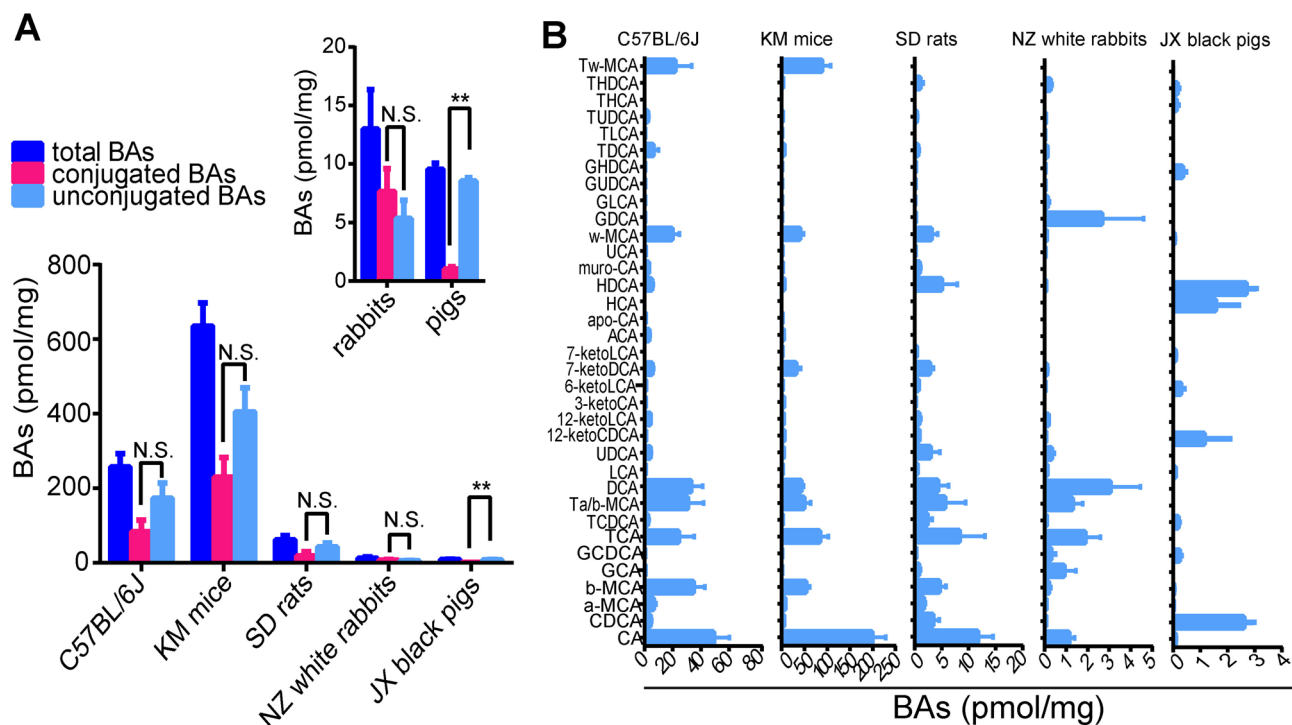 A
total BAs
conjugated BAs
unconjugated BAs
BAs (pmol/mg)
20
15
10
5
0
N.S.
**
rabbits
pigs
BAs (pmol/mg)
800
600
400
200
0
N.S.
N.S.
N.S.
N.S.
**
C57BL/6J
KM mice
SD rats
NZ white rabbits
JX black pigs
B
C57BL/6J
KM mice
SD rats
NZ white rabbits
JX black pigs
Tw-MCA
THDCA
THCA
TUDCA
TLCA
TDCA
GHDCA
GUDCA
GLCA
GDCA
w-MCA
UCA
muro-CA
HDCA
HCA
apo-CA
ACA
7-ketoLCA
7-ketoDCA
6-ketoLCA
3-ketoCA
12-ketoLCA
12-ketoCDCA
UDCA
LCA
DCA
Ta/b-MCA
TCDCA
TCA
GCDCA
GCA
b-MCA
a-MCA
CDCA
CA
0 20 40 60 80
0 50 100 150 200 250
0 5 10 15 20
0 1 2 3 4 5
0 1 2 3 4
BAs (pmol/mg)